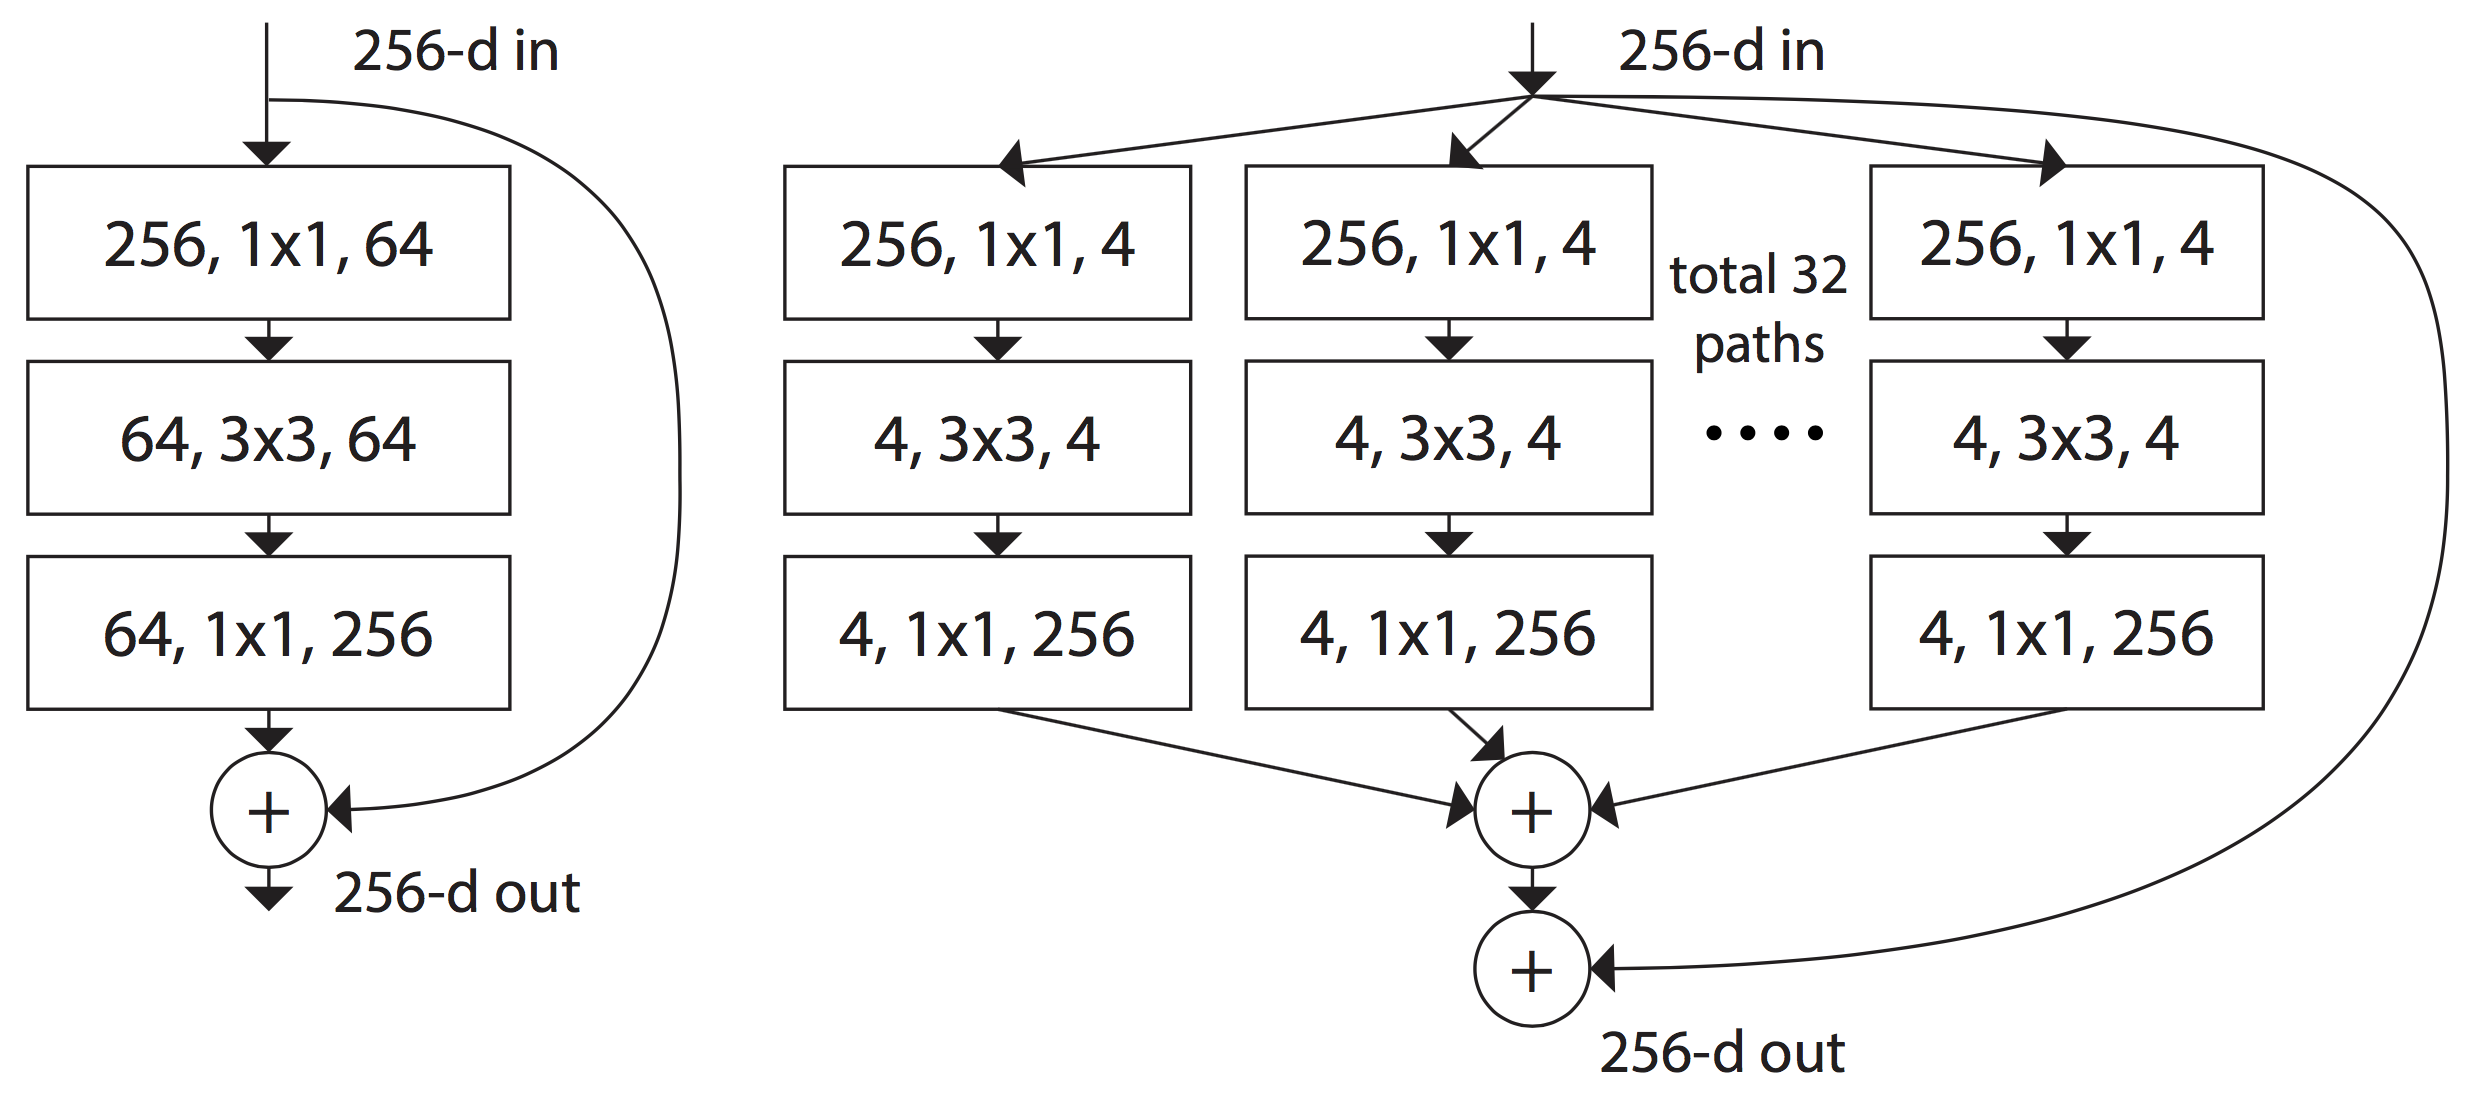 256-d in
256, 1x1, 64
64, 3x3, 64
64, 1x1, 256
+
256-d out
256-d in
256, 1x1, 4
256, 1x1, 4
total 32
paths
256, 1x1, 4
4, 3x3, 4
4, 3x3, 4
....
4, 3x3, 4
4, 1x1, 256
4, 1x1, 256
4, 1x1, 256
+
+
256-d out